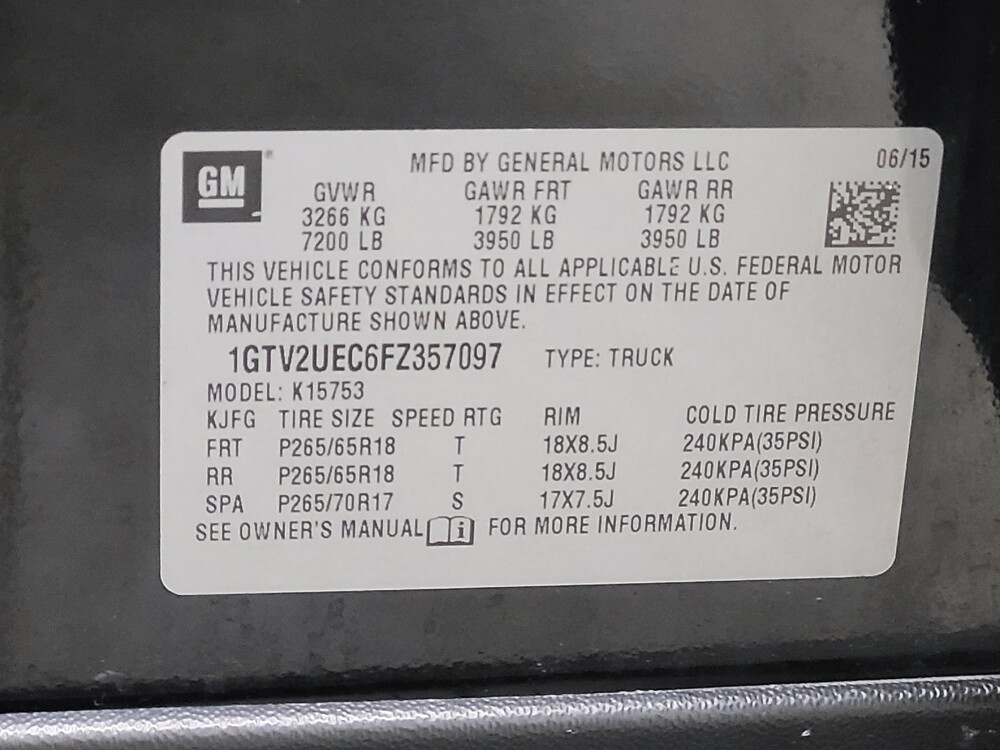 GM
MFD BY GENERAL MOTORS LLC 06/15
GVWR GAWR FRT GAWR RR
3266 KG 1792 KG 1792 KG
7200 LB 3950 LB 3950 LB
THIS VEHICLE CONFORMS TO ALL APPLICABLE U.S. FEDERAL MOTOR
VEHICLE SAFETY STANDARDS IN EFFECT ON THE DATE OF
MANUFACTURE SHOWN ABOVE.
1GTV2UEC6FZ357097 TYPE: TRUCK
MODEL: K15753
KJFG TIRE SIZE SPEED RTG RIM COLD TIRE PRESSURE
FRT P265/65R18 T 18X8.5J 240KPA(35PSI)
RR P265/65R18 T 18X8.5J 240KPA(35PSI)
SPA P265/70R17 S 17X7.5J 240KPA(35PSI)
SEE OWNER'S MANUAL i FOR MORE INFORMATION.